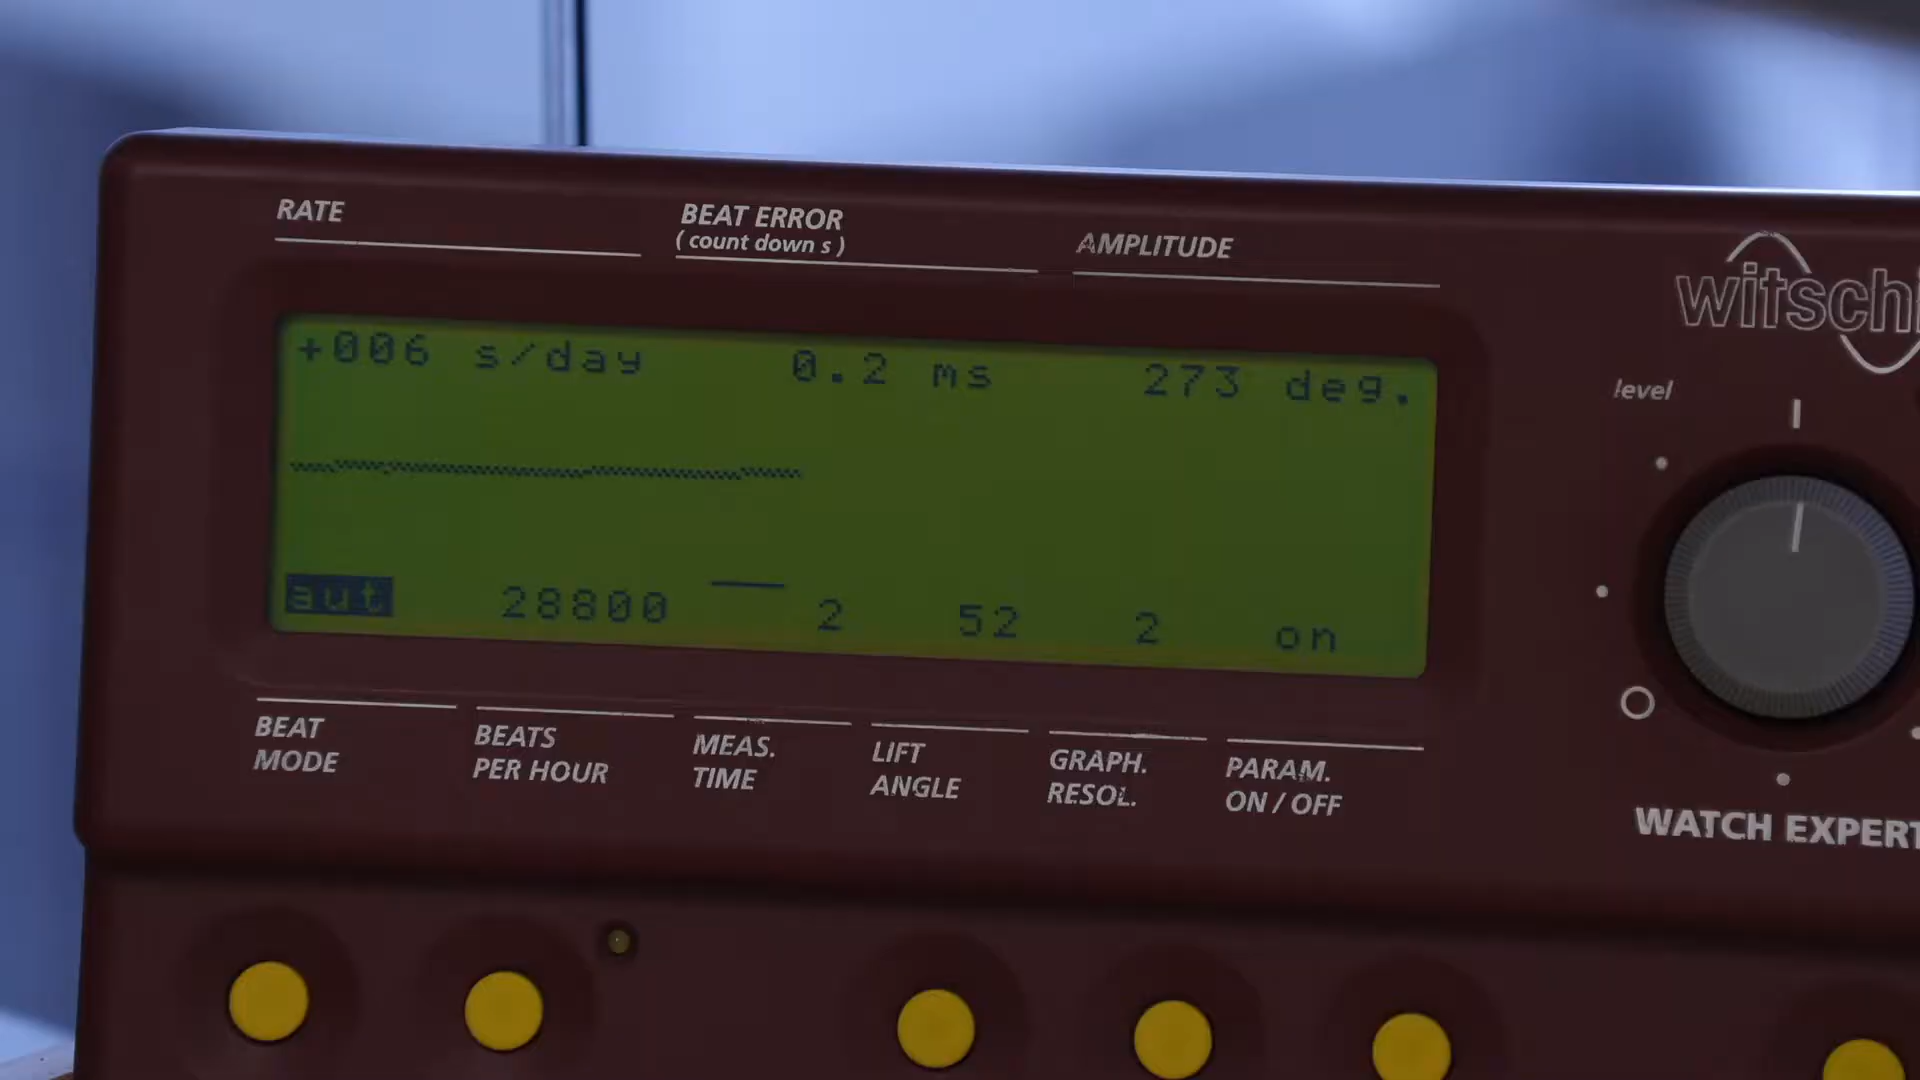 RATE
BEAT ERROR
(count down s)
AMPLITUDE
witschi
+006 s/day 0.2 ms 273 deg.
level
aut 28800 2 52 2 on
BEAT MODE
BEATS PER HOUR
MEAS. TIME
LIFT ANGLE
GRAPH. RESOL.
PARAM. ON / OFF
WATCH EXPERT